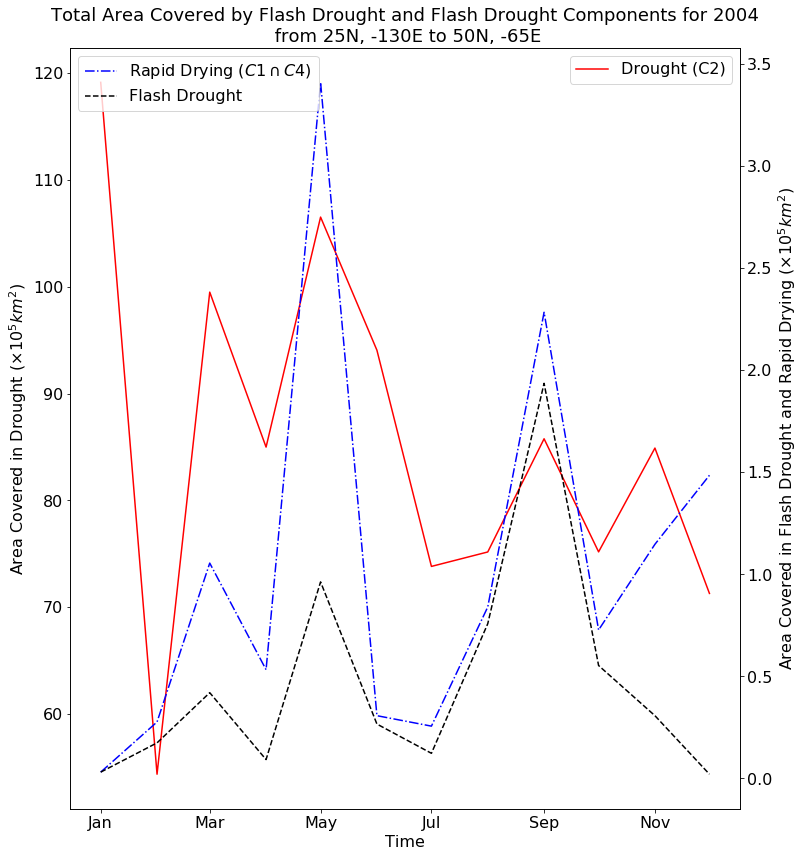 Total Area Covered by Flash Drought and Flash Drought Components for 2004
from 25N, -130E to 50N, -65E
Rapid Drying (C1 ∩ C4)
Flash Drought
Drought (C2)
Area Covered in Drought (×10⁵km²)
120
110
100
90
80
70
60
3.5
3.0
2.5
2.0
1.5
1.0
0.5
0.0
Area Covered in Flash Drought and Rapid Drying (×10⁵km²)
Jan Mar May Jul Sep Nov
Time